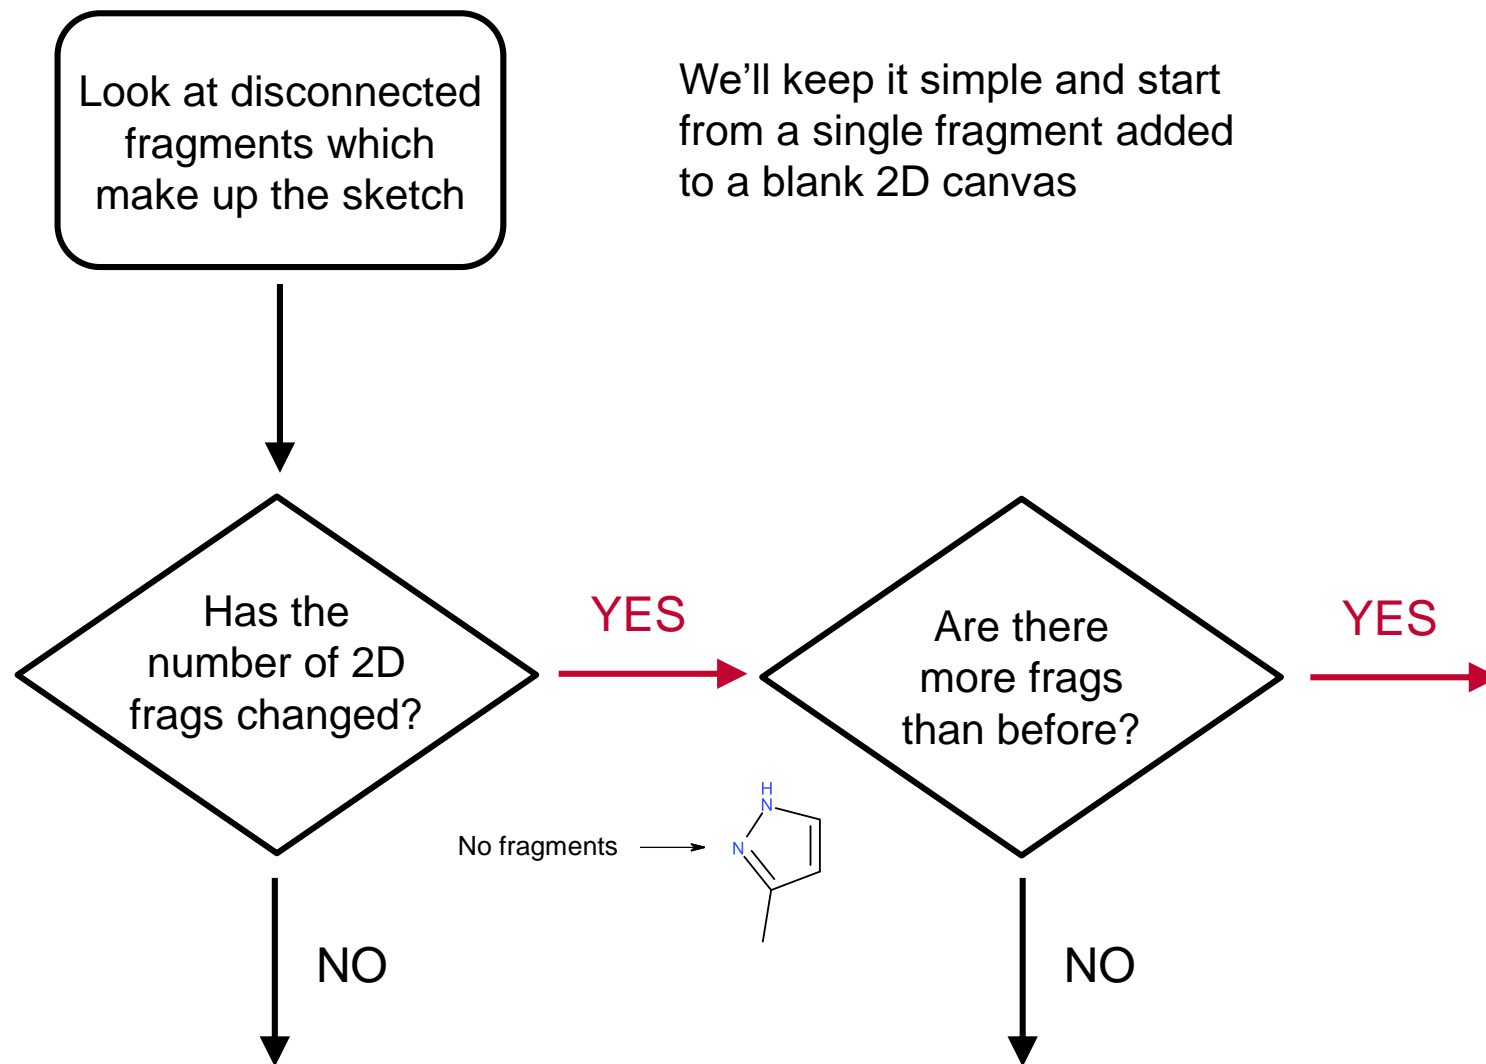 Look at disconnected
fragments which
make up the sketch
We'll keep it simple and start
from a single fragment added
to a blank 2D canvas
Has the
number of 2D
frags changed?
YES
Are there
more frags
than before?
YES
No fragments
H
N
N
NO
NO